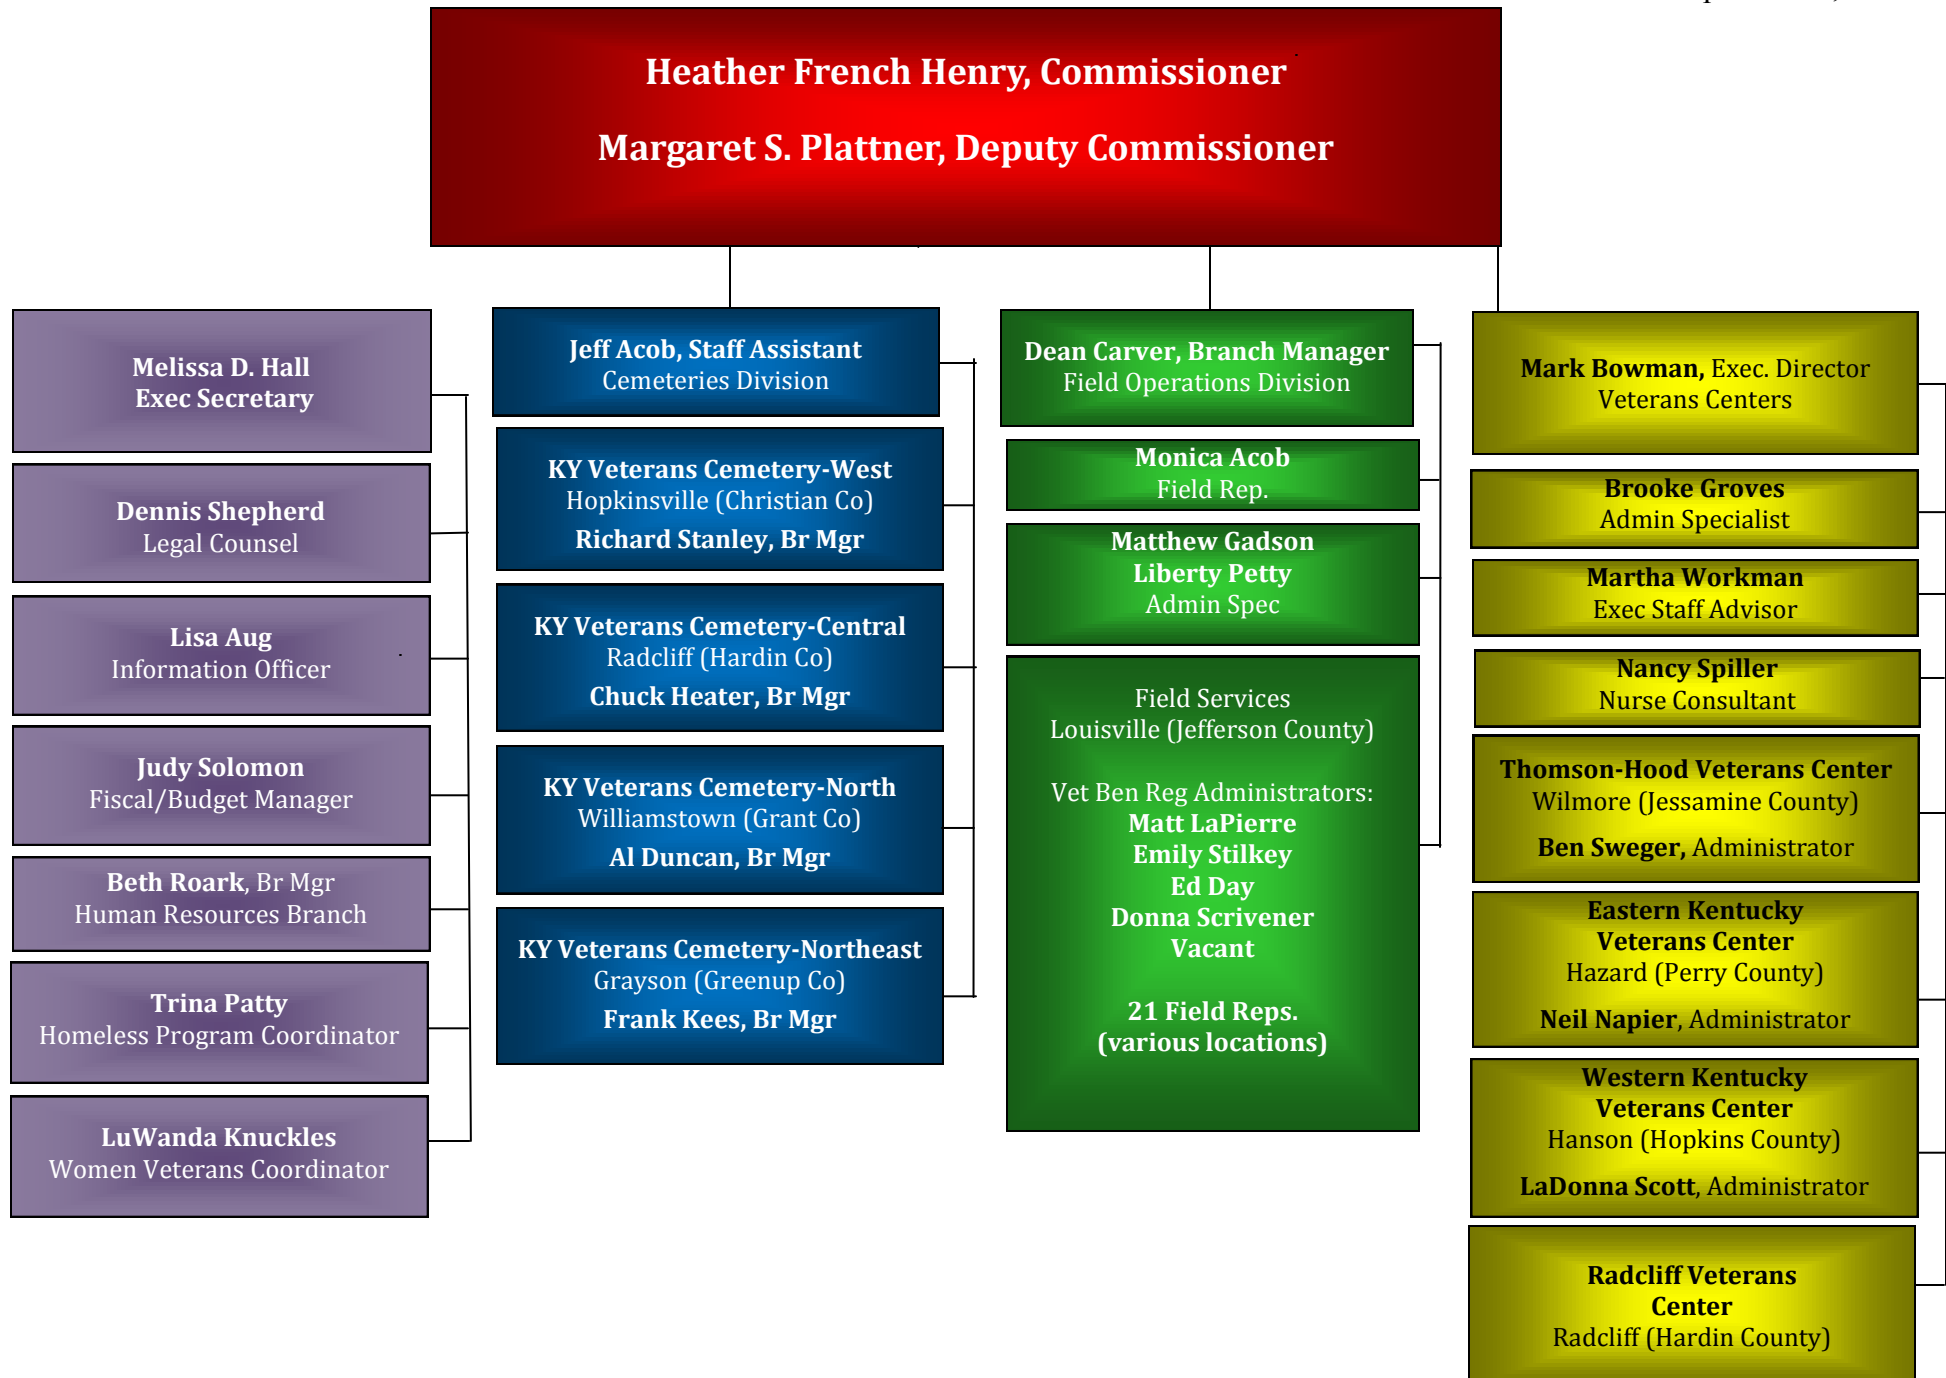 Heather French Henry, Commissioner
Margaret S. Plattner, Deputy Commissioner
Melissa D. Hall
Exec Secretary
Dennis Shepherd
Legal Counsel
Lisa Aug
Information Officer
Judy Solomon
Fiscal/Budget Manager
Beth Roark, Br Mgr
Human Resources Branch
Trina Patty
Homeless Program Coordinator
LuWanda Knuckles
Women Veterans Coordinator
Jeff Acob, Staff Assistant
Cemeteries Division
KY Veterans Cemetery-West
Hopkinsville (Christian Co)
Richard Stanley, Br Mgr
KY Veterans Cemetery-Central
Radcliff (Hardin Co)
Chuck Heater, Br Mgr
KY Veterans Cemetery-North
Williamstown (Grant Co)
Al Duncan, Br Mgr
KY Veterans Cemetery-Northeast
Grayson (Greenup Co)
Frank Kees, Br Mgr
Dean Carver, Branch Manager
Field Operations Division
Monica Acob
Field Rep.
Matthew Gadson
Liberty Petty
Admin Spec
Field Services
Louisville (Jefferson County)
Vet Ben Reg Administrators:
Matt LaPierre
Emily Stilkey
Ed Day
Donna Scrivener
Vacant
21 Field Reps.
(various locations)
Mark Bowman, Exec. Director
Veterans Centers
Brooke Groves
Admin Specialist
Martha Workman
Exec Staff Advisor
Nancy Spiller
Nurse Consultant
Thomson-Hood Veterans Center
Wilmore (Jessamine County)
Ben Sweger, Administrator
Eastern Kentucky
Veterans Center
Hazard (Perry County)
Neil Napier, Administrator
Western Kentucky
Veterans Center
Hanson (Hopkins County)
LaDonna Scott, Administrator
Radcliff Veterans
Center
Radcliff (Hardin County)